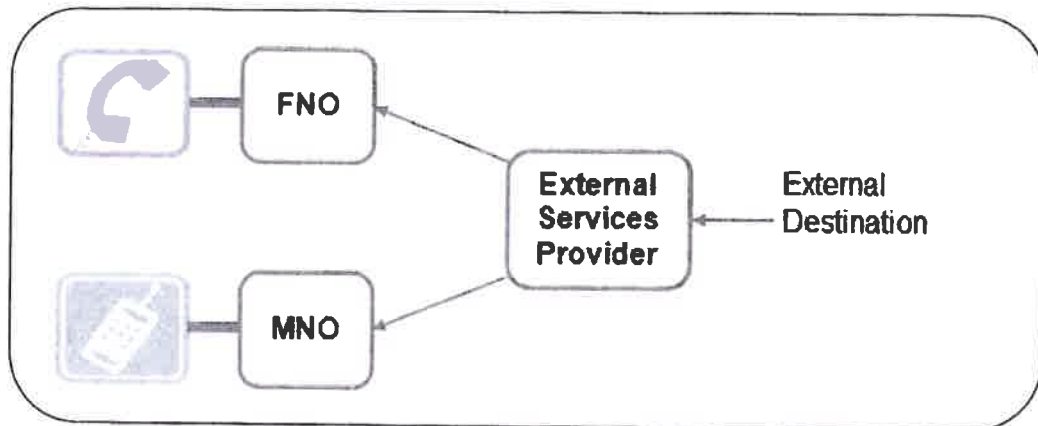 FNO
External
Services
Provider
External
Destination
MNO